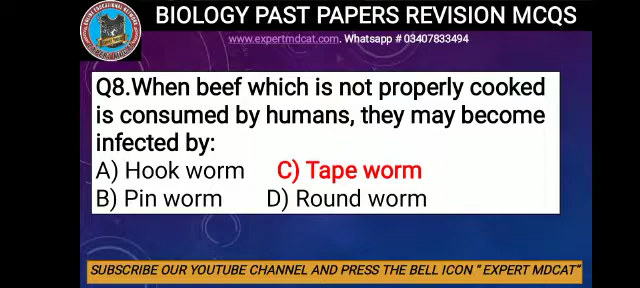 BIOLOGY PAST PAPERS REVISION MCQS
www.expertmdcat.com. Whatsapp # 03407833494
Q8.When beef which is not properly cooked
is consumed by humans, they may become
infected by:
A) Hook worm C) Tape worm
B) Pin worm D) Round worm
SUBSCRIBE OUR YOUTUBE CHANNEL AND PRESS THE BELL ICON " EXPERT MDCAT"